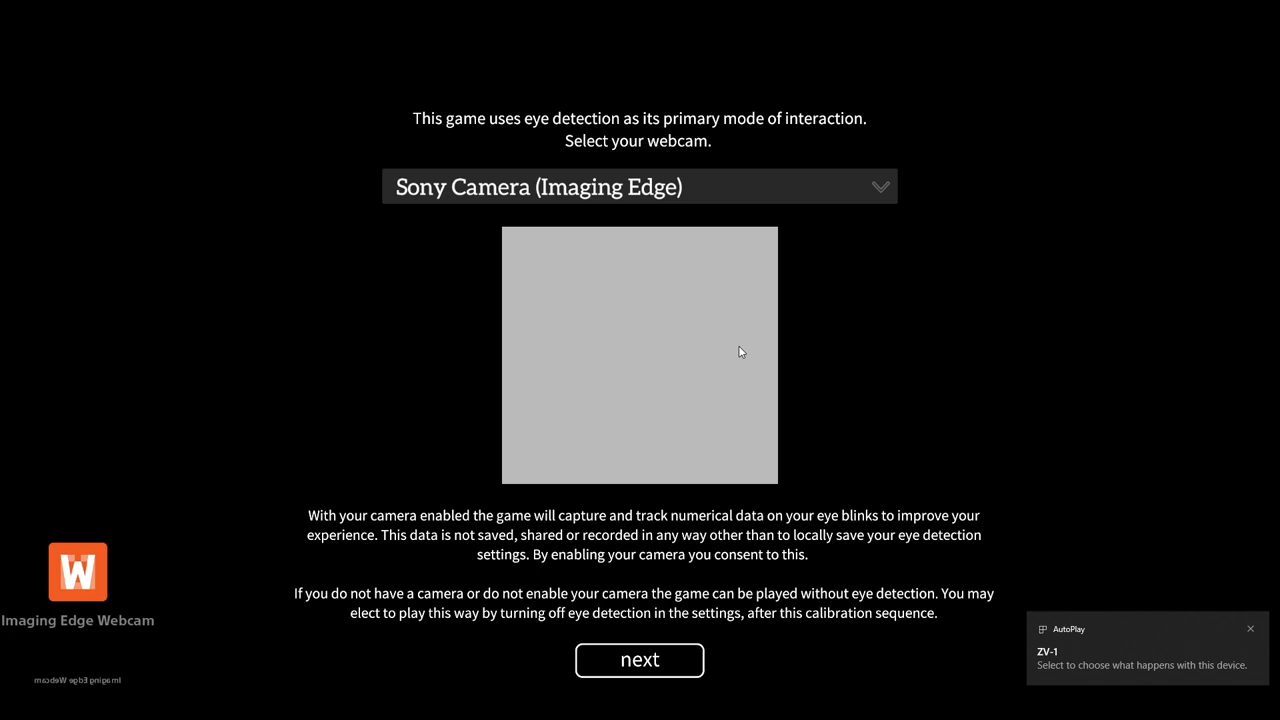 This game uses eye detection as its primary mode of interaction.
Select your webcam.
Sony Camera (Imaging Edge)
With your camera enabled the game will capture and track numerical data on your eye blinks to improve your
experience. This data is not saved, shared or recorded in any way other than to locally save your eye detection
settings. By enabling your camera you consent to this.
If you do not have a camera or do not enable your camera the game can be played without eye detection. You may
elect to play this way by turning off eye detection in the settings, after this calibration sequence.
next
W
Imaging Edge Webcam
Imaging Edge Webcam
AutoPlay
ZV-1
Select to choose what happens with this device.